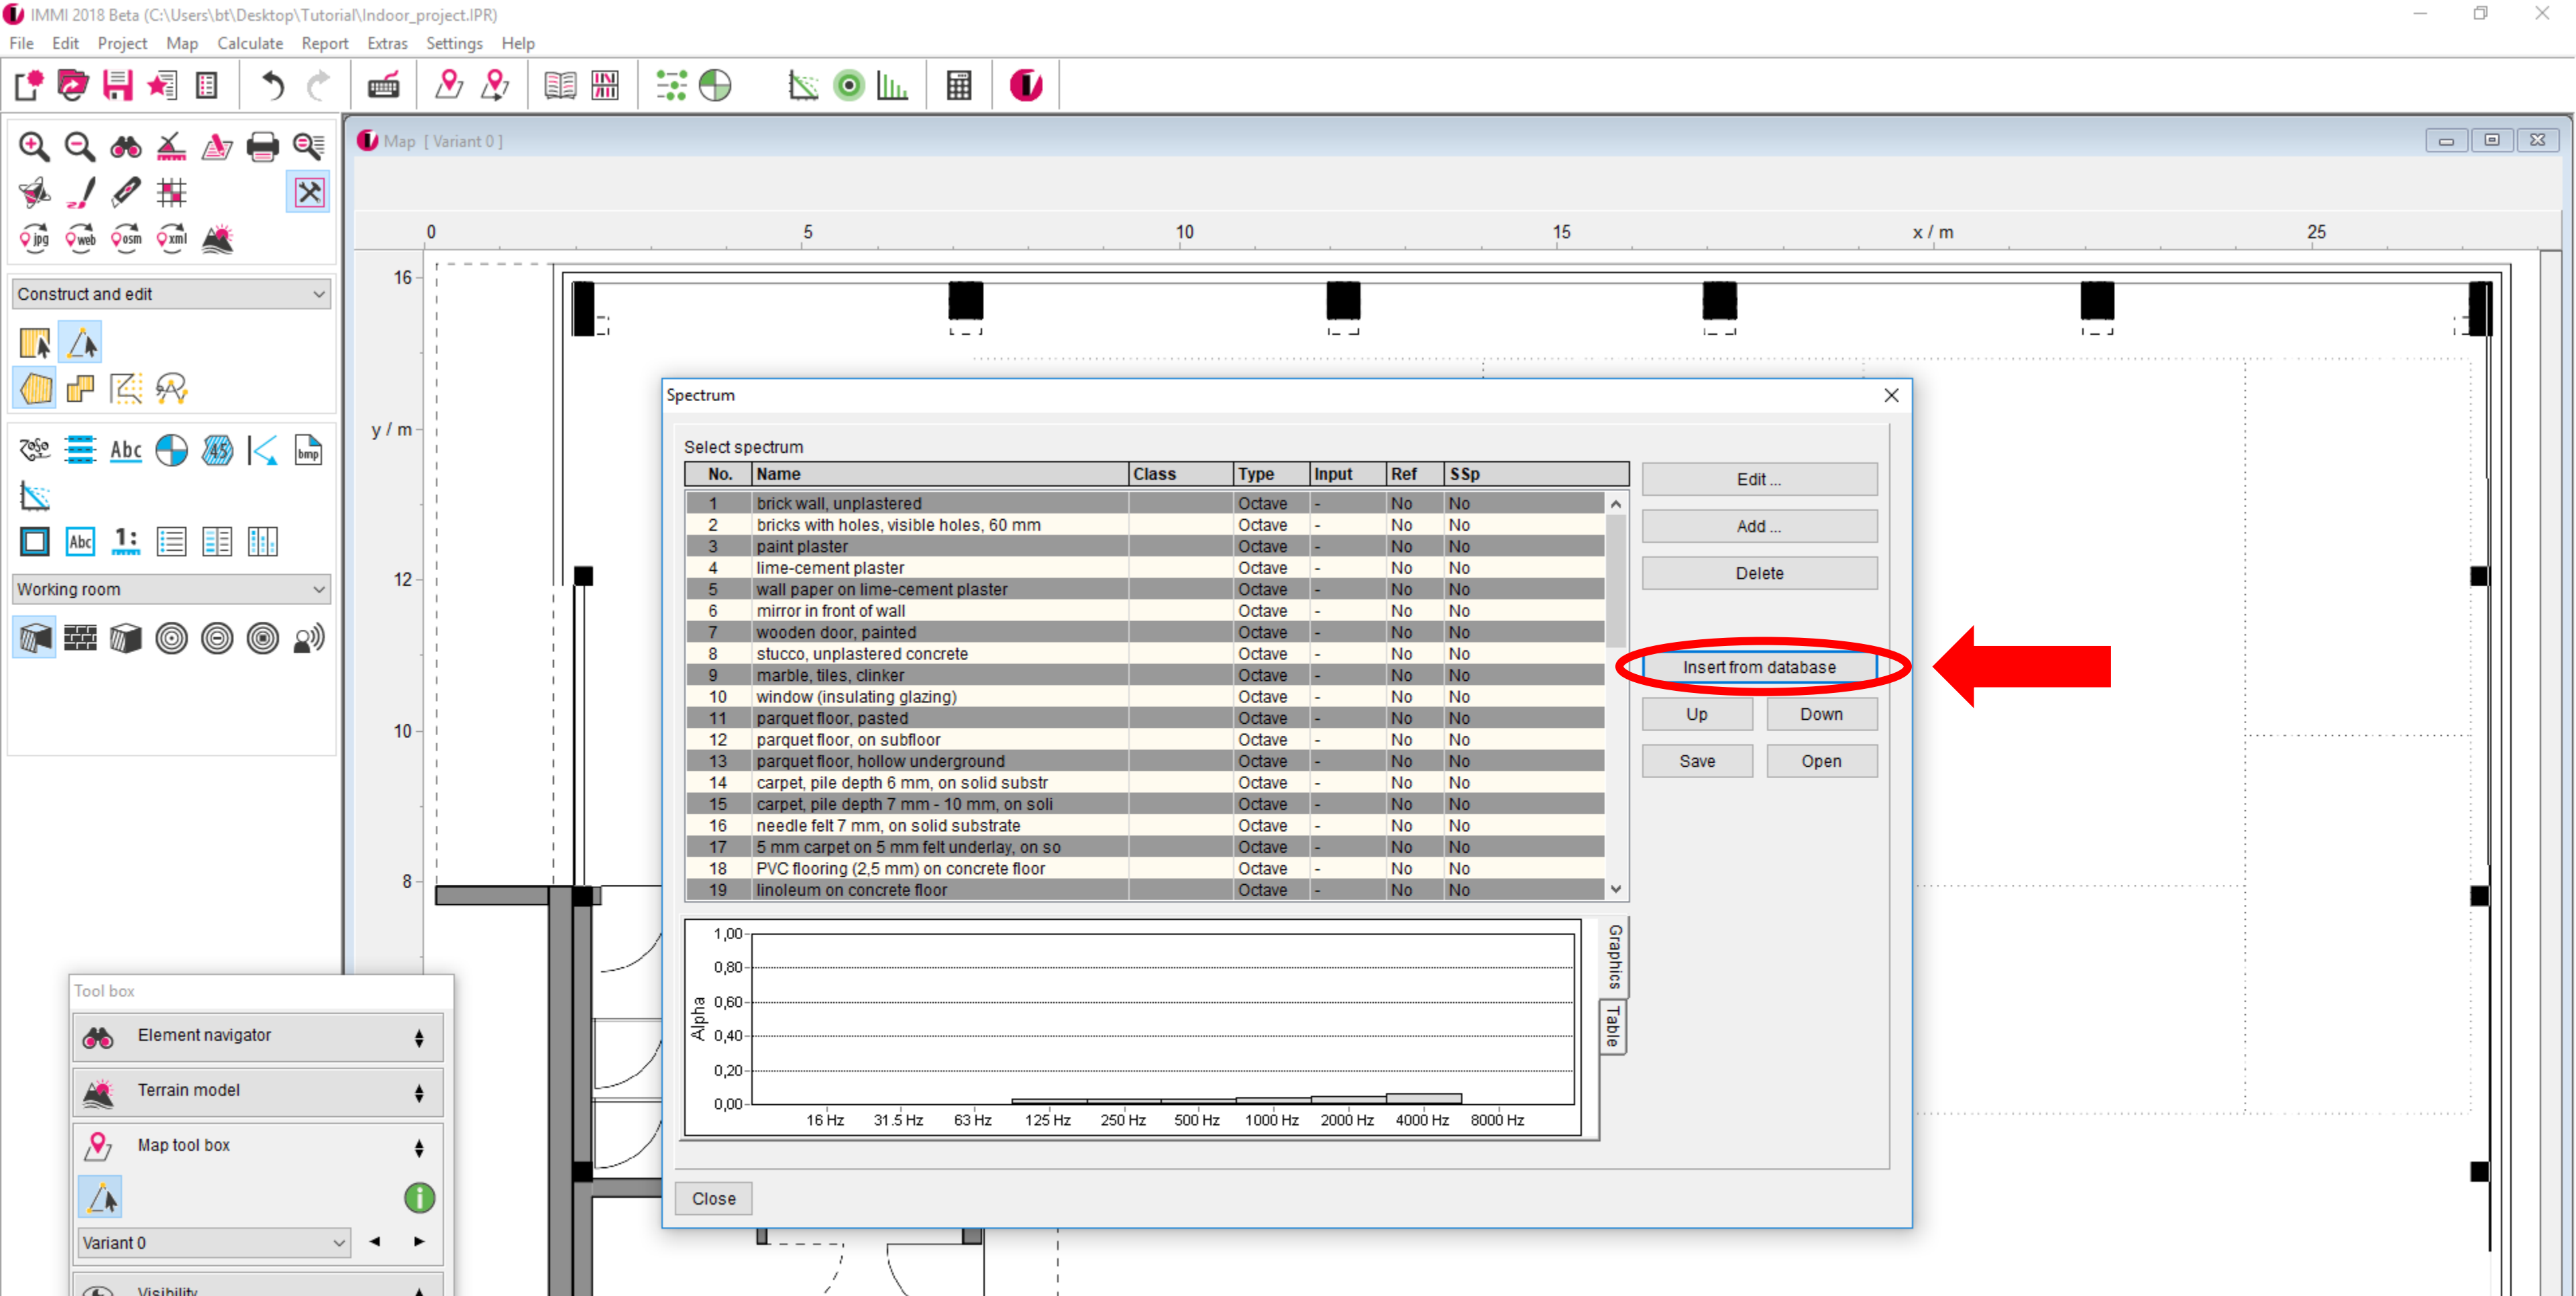 IMMI 2018 Beta (C:\Users\bt\Desktop\Tutorial\Indoor_project.IPR)
File Edit Project Map Calculate Report Extras Settings Help
Map [ Variant 0 ]
jpg web osm xml
0 5 10 15 x / m 25
16
y / m
12
10
8
Construct and edit
Abc 45 bmp
Abc 1:
Working room
Spectrum
Select spectrum
No. Name Class Type Input Ref SSp
1 brick wall, unplastered Octave - No No
2 bricks with holes, visible holes, 60 mm Octave - No No
3 paint plaster Octave - No No
4 lime-cement plaster Octave - No No
5 wall paper on lime-cement plaster Octave - No No
6 mirror in front of wall Octave - No No
7 wooden door, painted Octave - No No
8 stucco, unplastered concrete Octave - No No
9 marble, tiles, clinker Octave - No No
10 window (insulating glazing) Octave - No No
11 parquet floor, pasted Octave - No No
12 parquet floor, on subfloor Octave - No No
13 parquet floor, hollow underground Octave - No No
14 carpet, pile depth 6 mm, on solid substr Octave - No No
15 carpet, pile depth 7 mm - 10 mm, on soli Octave - No No
16 needle felt 7 mm, on solid substrate Octave - No No
17 5 mm carpet on 5 mm felt underlay, on so Octave - No No
18 PVC flooring (2,5 mm) on concrete floor Octave - No No
19 linoleum on concrete floor Octave - No No
Edit ...
Add ...
Delete
Insert from database
Up Down
Save Open
Graphics
Table
Alpha
1,00
0,80
0,60
0,40
0,20
0,00
16 Hz 31.5 Hz 63 Hz 125 Hz 250 Hz 500 Hz 1000 Hz 2000 Hz 4000 Hz 8000 Hz
Close
Tool box
Element navigator
Terrain model
Map tool box
Variant 0
Visibility